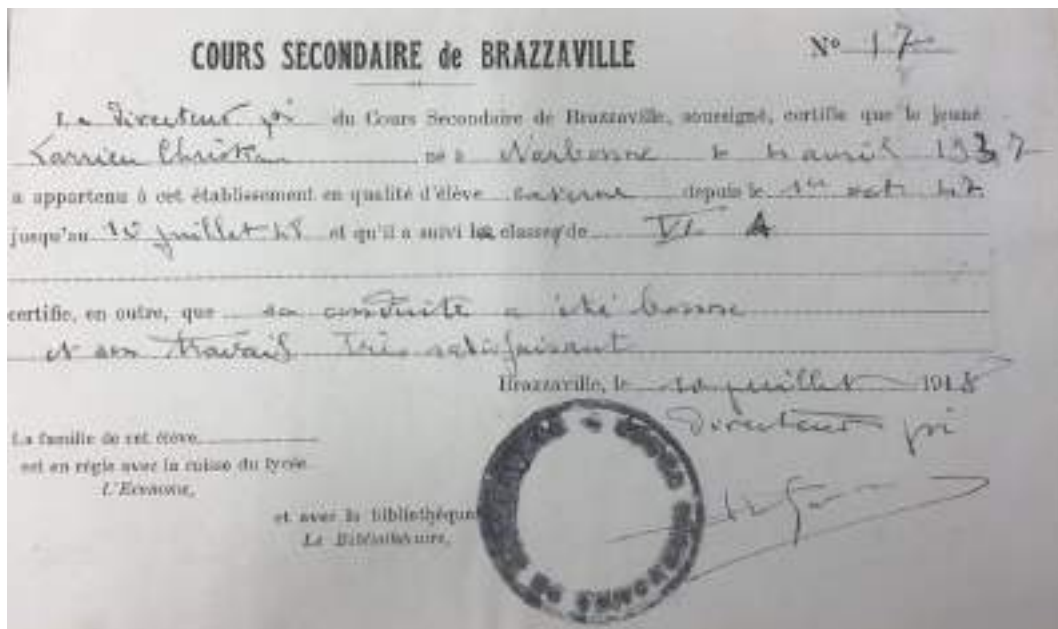 COURS SECONDAIRE de BRAZZAVILLE
N° 17
Le Directeur pi du Cours Secondaire de Brazzaville, soussigné, certifie que le jeune
Larrieu Christian né à Narbonne le avril 1937
a appartenu à cet établissement en qualité d'élève externe depuis le 1er oct 47
jusqu'au juillet 48 et qu'il a suivi la classe de VI A
certifie, en outre, que sa conduite a été bonne
et son travail très satisfaisant
Brazzaville, le juillet 1948
Directeur pi
La famille de cet élève
est en règle avec la caisse du lycée
L'Econome,
et avec la bibliothèque
Le Bibliothécaire,